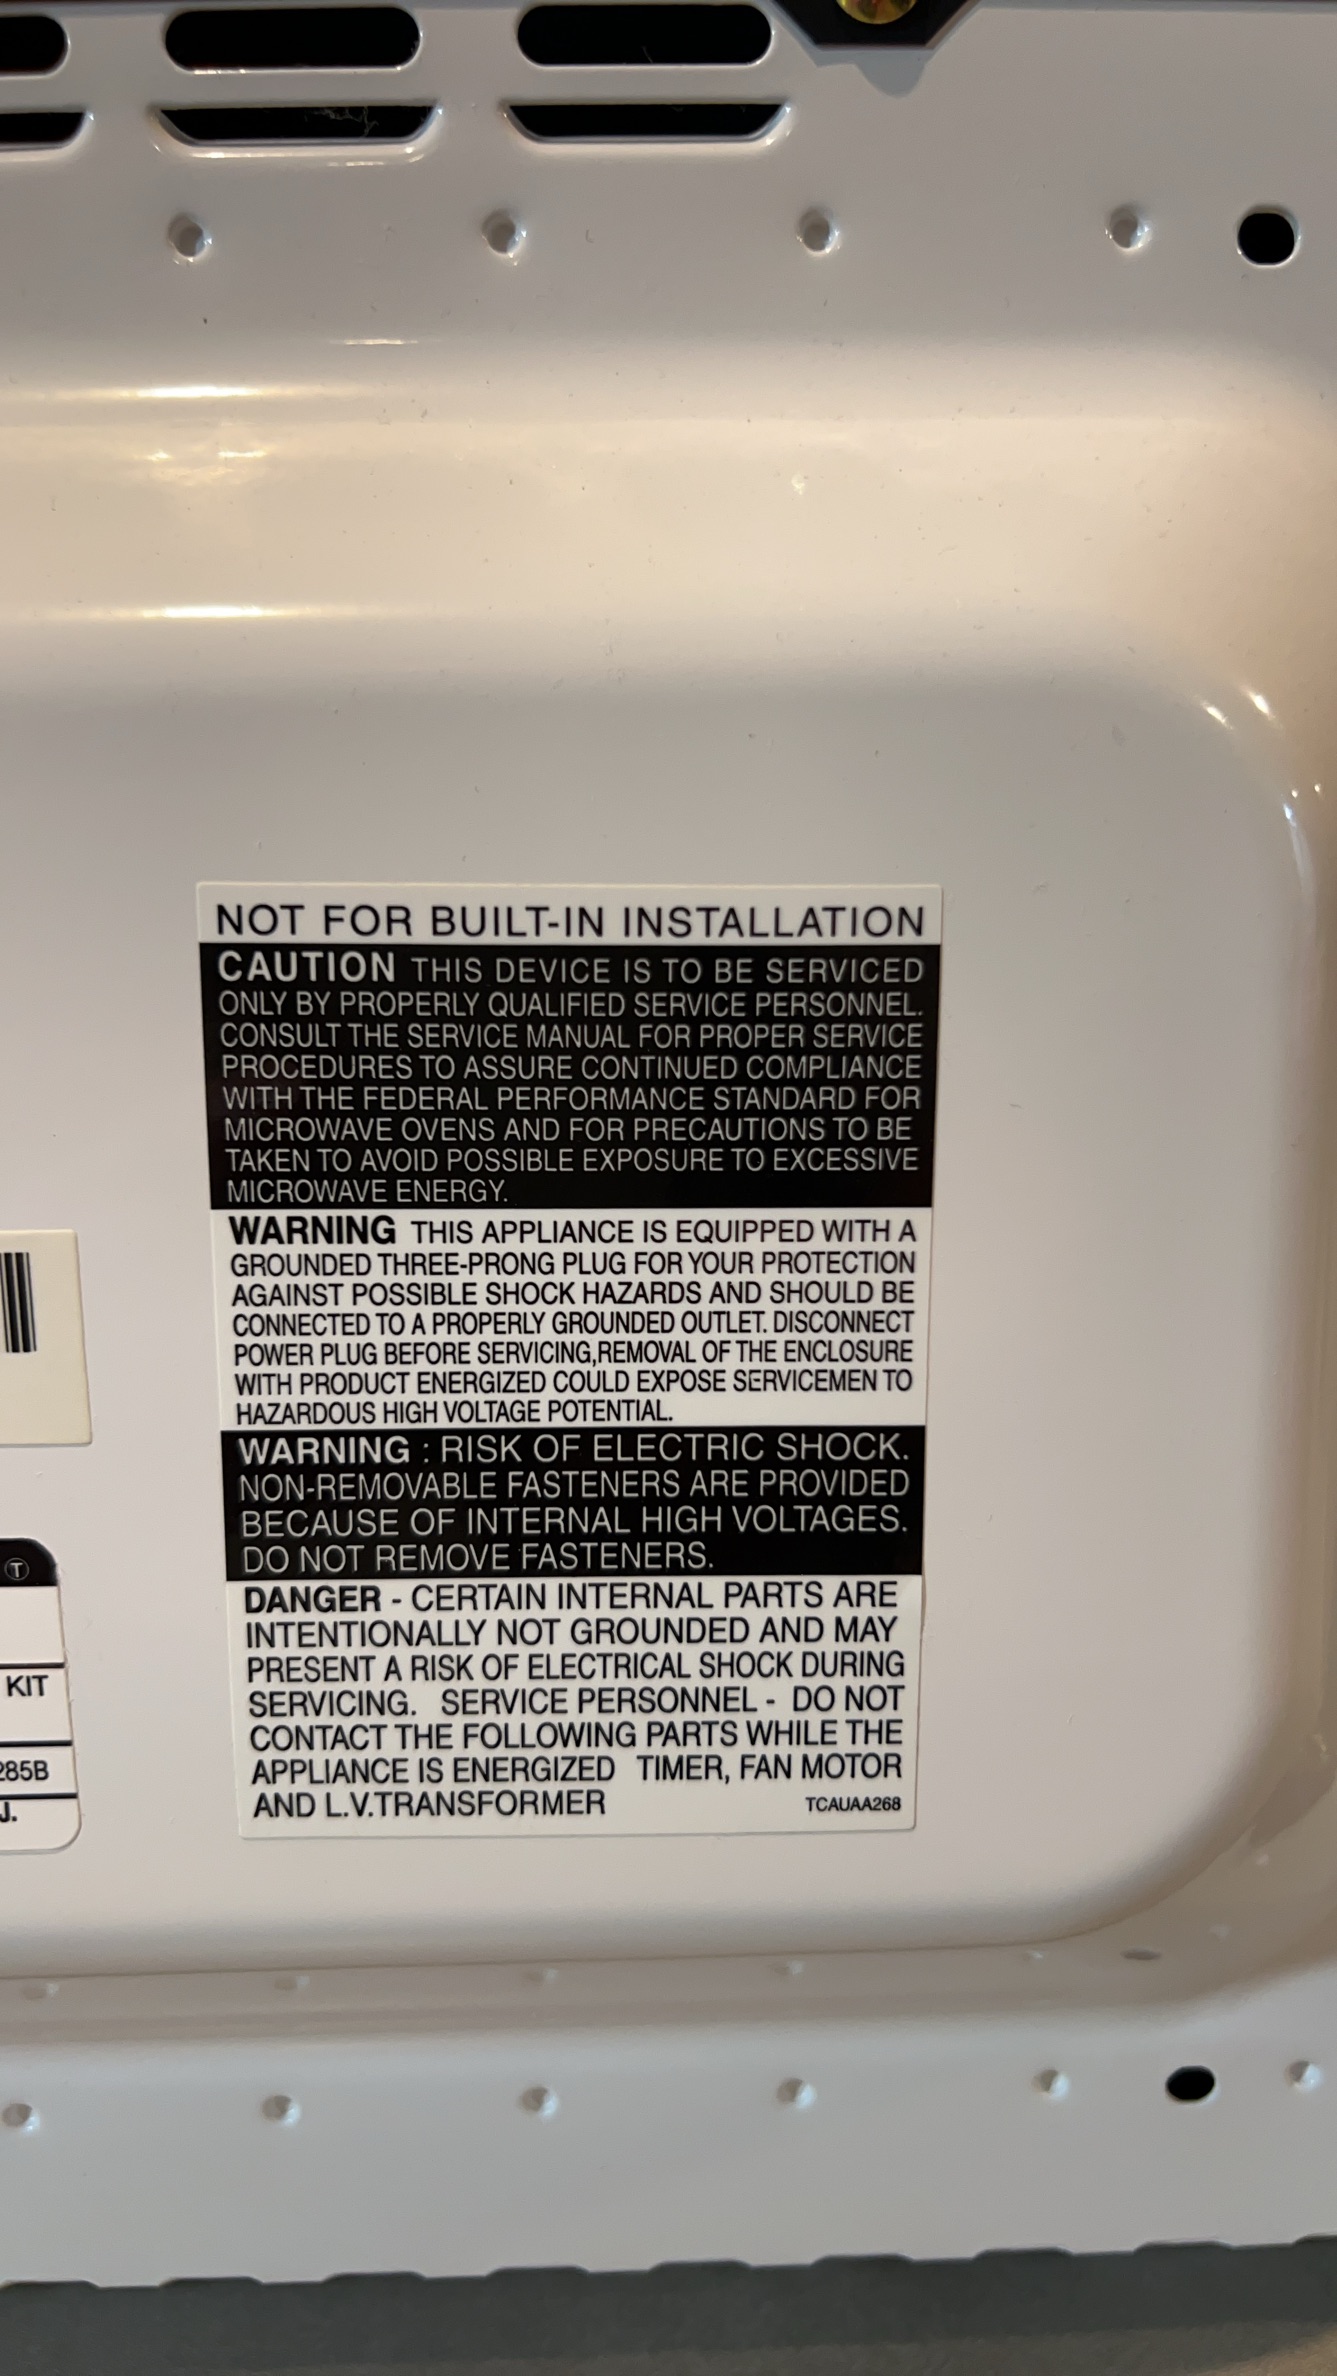 NOT FOR BUILT-IN INSTALLATION
CAUTION THIS DEVICE IS TO BE SERVICED
ONLY BY PROPERLY QUALIFIED SERVICE PERSONNEL.
CONSULT THE SERVICE MANUAL FOR PROPER SERVICE
PROCEDURES TO ASSURE CONTINUED COMPLIANCE
WITH THE FEDERAL PERFORMANCE STANDARD FOR
MICROWAVE OVENS AND FOR PRECAUTIONS TO BE
TAKEN TO AVOID POSSIBLE EXPOSURE TO EXCESSIVE
MICROWAVE ENERGY.
WARNING THIS APPLIANCE IS EQUIPPED WITH A
GROUNDED THREE-PRONG PLUG FOR YOUR PROTECTION
AGAINST POSSIBLE SHOCK HAZARDS AND SHOULD BE
CONNECTED TO A PROPERLY GROUNDED OUTLET. DISCONNECT
POWER PLUG BEFORE SERVICING,REMOVAL OF THE ENCLOSURE
WITH PRODUCT ENERGIZED COULD EXPOSE SERVICEMEN TO
HAZARDOUS HIGH VOLTAGE POTENTIAL.
WARNING : RISK OF ELECTRIC SHOCK.
NON-REMOVABLE FASTENERS ARE PROVIDED
BECAUSE OF INTERNAL HIGH VOLTAGES.
DO NOT REMOVE FASTENERS.
DANGER - CERTAIN INTERNAL PARTS ARE
INTENTIONALLY NOT GROUNDED AND MAY
PRESENT A RISK OF ELECTRICAL SHOCK DURING
SERVICING. SERVICE PERSONNEL - DO NOT
CONTACT THE FOLLOWING PARTS WHILE THE
APPLIANCE IS ENERGIZED TIMER, FAN MOTOR
AND L.V.TRANSFORMER TCAUAA268
T
KIT
285B
J.